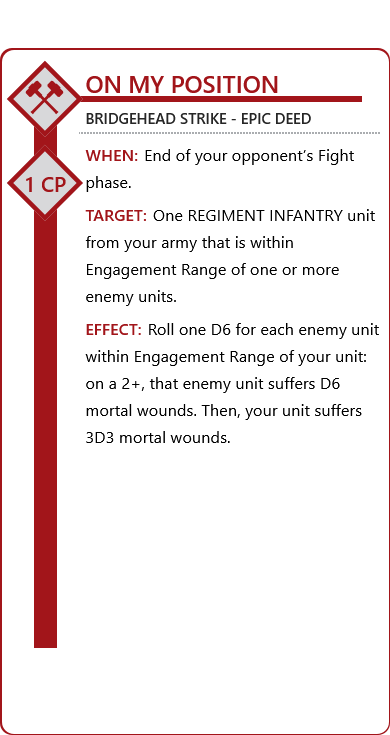 ON MY POSITION
BRIDGEHEAD STRIKE - EPIC DEED
1 CP
WHEN: End of your opponent’s Fight
phase.
TARGET: One REGIMENT INFANTRY unit
from your army that is within
Engagement Range of one or more
enemy units.
EFFECT: Roll one D6 for each enemy unit
within Engagement Range of your unit:
on a 2+, that enemy unit suffers D6
mortal wounds. Then, your unit suffers
3D3 mortal wounds.